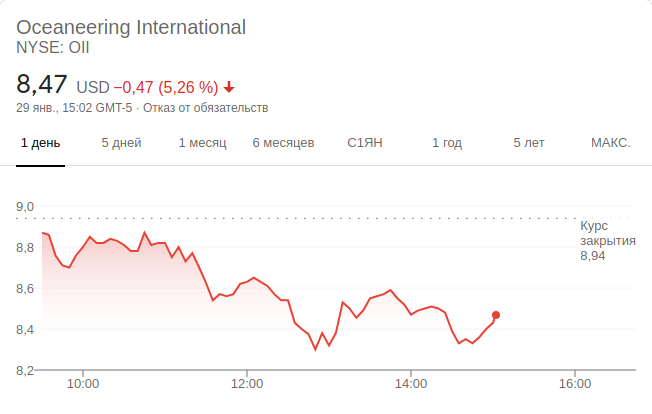 Oceaneering International
NYSE: OII
8,47 USD −0,47 (5,26 %)
29 янв., 15:02 GMT-5 · Отказ от обязательств
1 день 5 дней 1 месяц 6 месяцев С1ЯН 1 год 5 лет МАКС.
9,0
Курс
закрытия
8,94
8,8
8,6
8,4
8,2
10:00 12:00 14:00 16:00